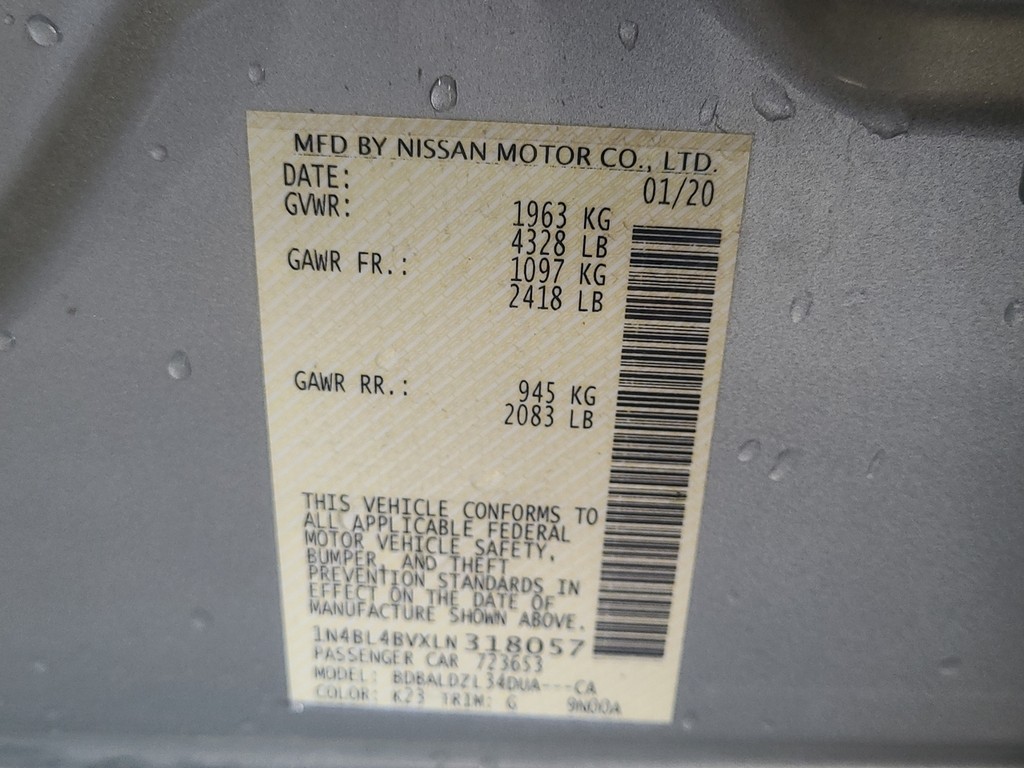 MFD BY NISSAN MOTOR CO., LTD.
DATE: 01/20
GVWR: 1963 KG
4328 LB
GAWR FR.: 1097 KG
2418 LB
GAWR RR.: 945 KG
2083 LB
THIS VEHICLE CONFORMS TO
ALL APPLICABLE FEDERAL
MOTOR VEHICLE SAFETY,
BUMPER, AND THEFT
PREVENTION STANDARDS IN
EFFECT ON THE DATE OF
MANUFACTURE SHOWN ABOVE.
1N4BL4BVXLN318057
PASSENGER CAR 723653
MODEL: BDBALDZL34DUA---CA
COLOR: K23 TRIM: G 9N00A